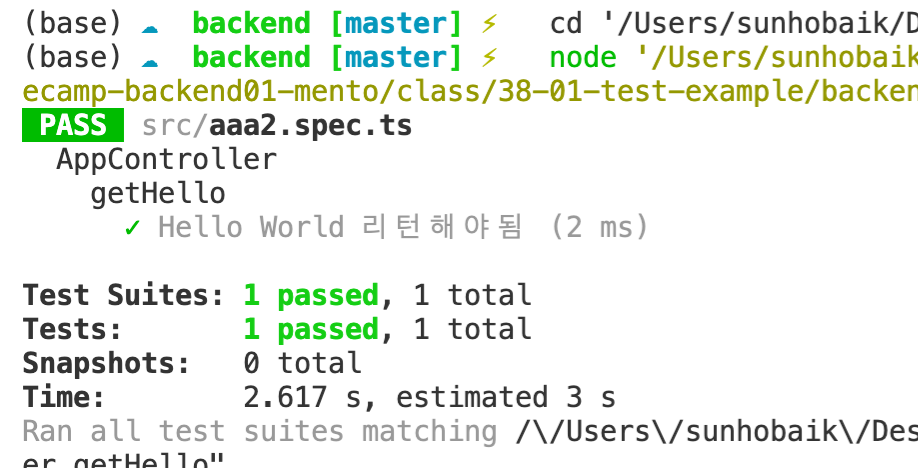 (base) ☁ backend [master] ⚡ cd '/Users/sunhobaik/D
(base) ☁ backend [master] ⚡ node '/Users/sunhobaik
ecamp-backend01-mento/class/38-01-test-example/backen
PASS src/aaa2.spec.ts
AppController
getHello
✓ Hello World 리턴해야됨 (2 ms)
Test Suites: 1 passed, 1 total
Tests: 1 passed, 1 total
Snapshots: 0 total
Time: 2.617 s, estimated 3 s
Ran all test suites matching /\/Users\/sunhobaik\/Des
er getHello"